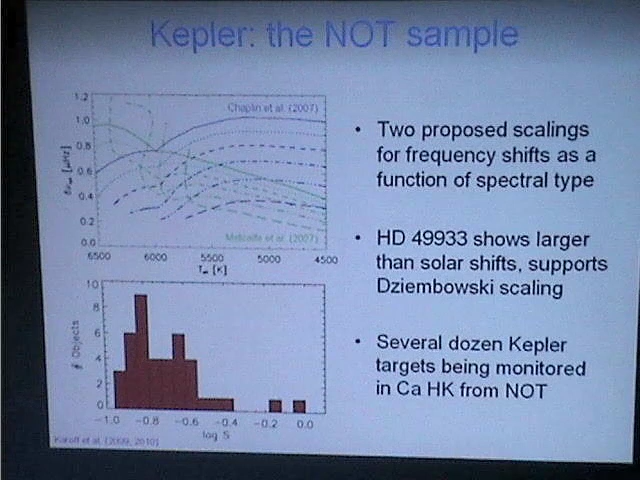 Kepler: the NOT sample
1.2
1.0
0.8
0.6
0.4
0.2
0.0
Chaplin et al. (2007)
Metcalfe et al. (2007)
6500 6000 5500 5000 4500
[K]
• Two proposed scalings
for frequency shifts as a
function of spectral type
• HD 49933 shows larger
than solar shifts, supports
Dziembowski scaling
• Several dozen Kepler
targets being monitored
in Ca HK from NOT
# Objects
10
8
6
4
2
0
-1.0 -0.8 -0.6 -0.4 -0.2 0.0
log S
Karoff et al. (2009, 2010)